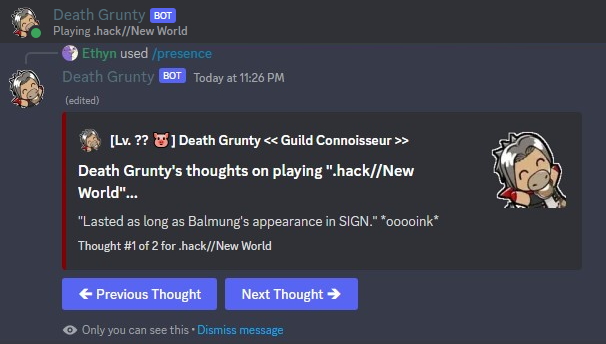 Death Grunty BOT
Playing .hack//New World
Ethyn used /presence
Death Grunty BOT Today at 11:26 PM
(edited)
[Lv. ?? 🐷] Death Grunty << Guild Connoisseur >>
Death Grunty's thoughts on playing ".hack//New
World"...
"Lasted as long as Balmung's appearance in SIGN." *ooooink*
Thought #1 of 2 for .hack//New World
← Previous Thought Next Thought →
Only you can see this • Dismiss message